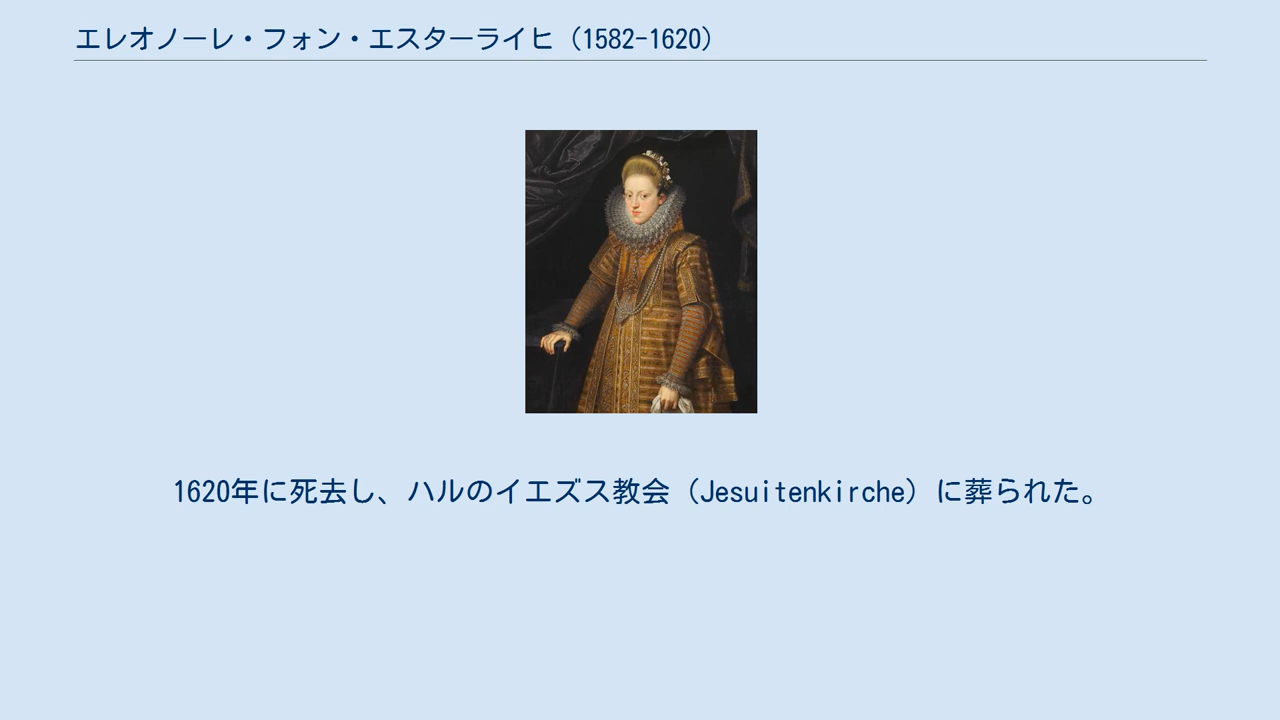 エレオノーレ・フォン・エスターライヒ（1582-1620）
1620年に死去し、ハルのイエズス教会（Jesuitenkirche）に葬られた。